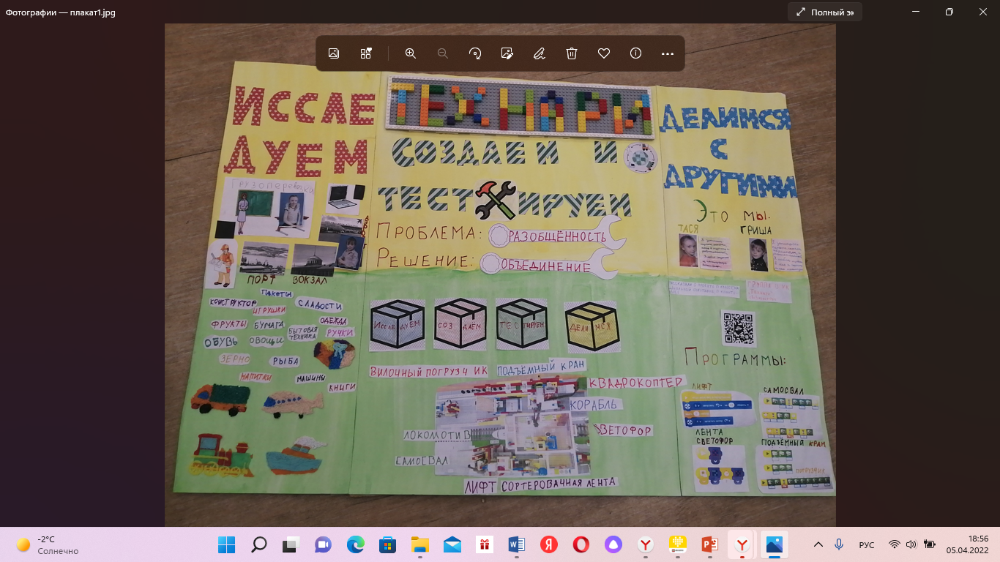 Фотографии — плакат1.jpg
Полный эк
ИССЛЕ
ДУЕМ
ГРУЗОПЕРЕВОЗКИ
ПОРТ
ВОКЗАЛ
ПАКЕТЫ
КОНСТРУКТОР
СЛАДОСТИ
ИГРУШКИ
ФРУКТЫ
БУМАГА
ОДЕЖДА
БЫТОВАЯ
ТЕХНИКА
РУЧКИ
ОБУВЬ
ОВОЩИ
ЗЕРНО
РЫБА
НАПИТКИ
МАШИНЫ
КНИГИ
ТЕХНАРИ
СОЗДАЕМ И
ТЕСТИРУЕМ
ПРОБЛЕМА: РАЗОБЩЁННОСТЬ
РЕШЕНИЕ: ОБЪЕДИНЕНИЕ
ИССЛЕДУЕМ
СОЗДАЁМ
ТЕСТИРУЕМ
ДЕЛИМСЯ
ВИЛОЧНЫЙ ПОГРУЗЧИК
ПОДЪЁМНЫЙ КРАН
КВАДРОКОПТЕР
КОРАБЛЬ
ЛОКОМОТИВ
СВЕТОФОР
САМОСВАЛ
ЛИФТ
СОРТЕРОВАЧНАЯ ЛЕНТА
ДЕЛИМСЯ
С
ДРУГИМИ
ЭТО МЫ.
ТАСЯ
ГРИША
ПРОГРАММЫ:
ЛИФТ
САМОСВАЛ
ЛЕНТА
СВЕТОФОР
ПОДЪЕМНЫЙ КРАН
-2°C
Солнечно
РУС
18:56
05.04.2022